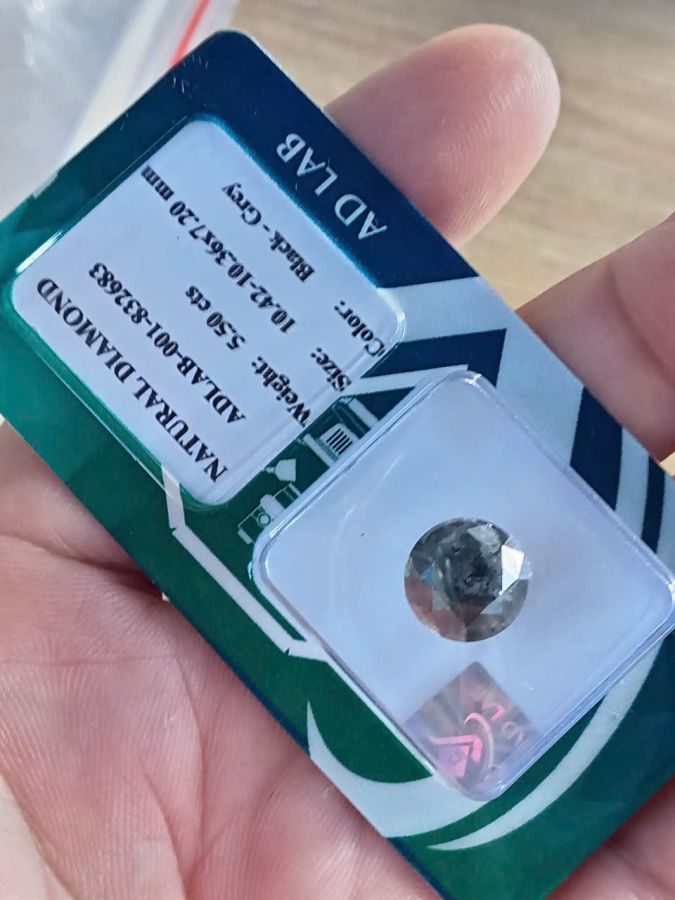 AD LAB
NATURAL DIAMOND
ADLAB-001-832683
Weight: 5.50 cts
Size: 10.42-10.36x7.20 mm
Color: Black - Grey